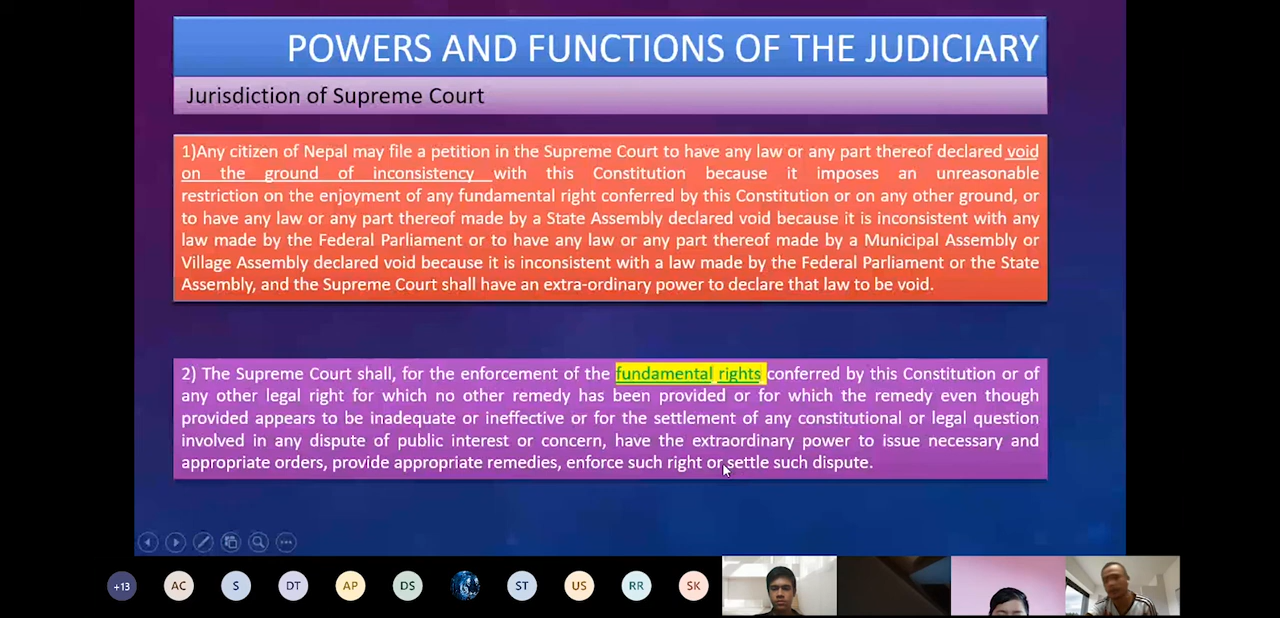 POWERS AND FUNCTIONS OF THE JUDICIARY
Jurisdiction of Supreme Court
1)Any citizen of Nepal may file a petition in the Supreme Court to have any law or any part thereof declared void
on the ground of inconsistency with this Constitution because it imposes an unreasonable
restriction on the enjoyment of any fundamental right conferred by this Constitution or on any other ground, or
to have any law or any part thereof made by a State Assembly declared void because it is inconsistent with any
law made by the Federal Parliament or to have any law or any part thereof made by a Municipal Assembly or
Village Assembly declared void because it is inconsistent with a law made by the Federal Parliament or the State
Assembly, and the Supreme Court shall have an extra-ordinary power to declare that law to be void.
2) The Supreme Court shall, for the enforcement of the fundamental rights conferred by this Constitution or of
any other legal right for which no other remedy has been provided or for which the remedy even though
provided appears to be inadequate or ineffective or for the settlement of any constitutional or legal question
involved in any dispute of public interest or concern, have the extraordinary power to issue necessary and
appropriate orders, provide appropriate remedies, enforce such right or settle such dispute.
+13 AC S DT AP DS ST US RR SK